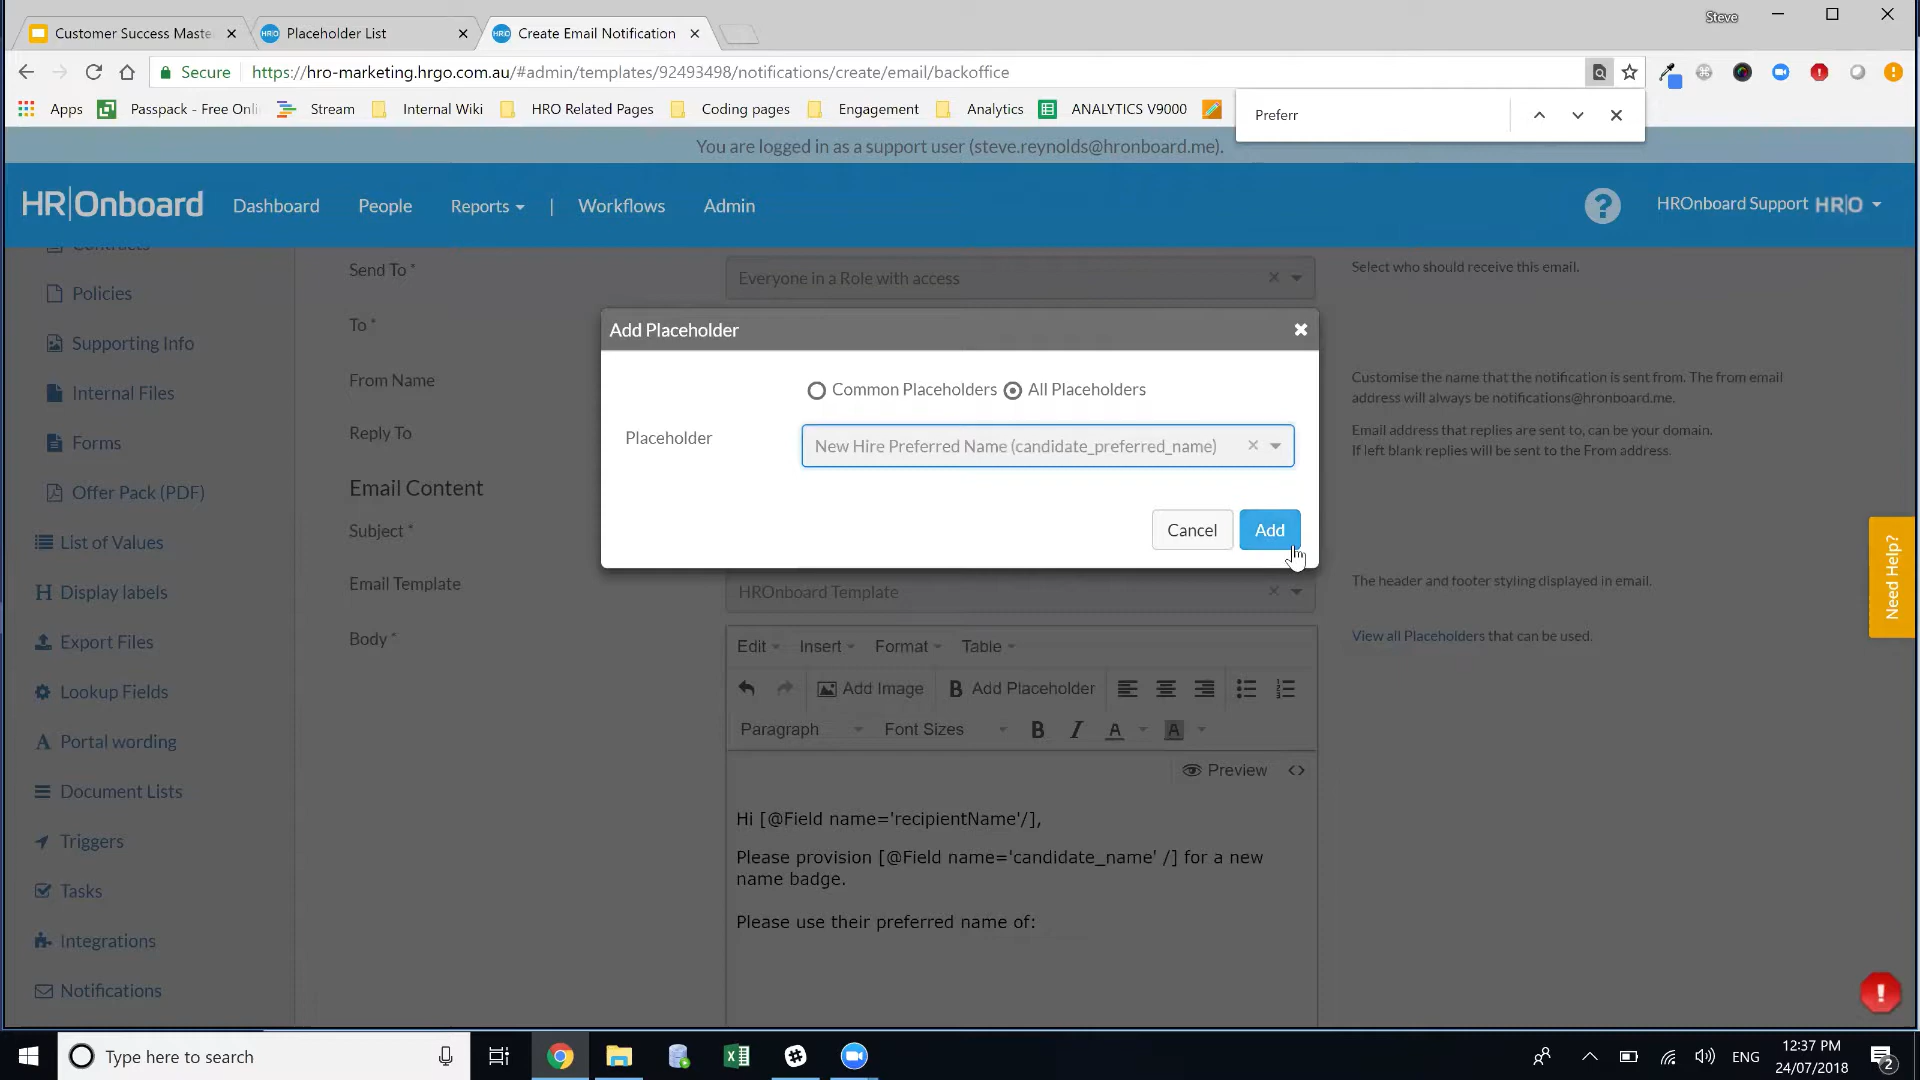 Steve
Customer Success Maste
Placeholder List
Create Email Notification
Secure
https://hro-marketing.hrgo.com.au/#admin/templates/92493498/notifications/create/email/backoffice
Apps
Passpack - Free Onli
Stream
Internal Wiki
HRO Related Pages
Coding pages
Engagement
Analytics
ANALYTICS V9000
Preferr
You are logged in as a support user (steve.reynolds@hronboard.me).
HR|Onboard
Dashboard
People
Reports
|
Workflows
Admin
?
HROnboard Support HR|O
Contracts
Policies
Supporting Info
Internal Files
Forms
Offer Pack (PDF)
List of Values
Display labels
Export Files
Lookup Fields
Portal wording
Document Lists
Triggers
Tasks
Integrations
Notifications
Send To *
Everyone in a Role with access
Select who should receive this email.
To *
From Name
Customise the name that the notification is sent from. The from email
address will always be notifications@hronboard.me.
Reply To
Email address that replies are sent to, can be your domain.
If left blank replies will be sent to the From address.
Add Placeholder
Common Placeholders
All Placeholders
Placeholder
New Hire Preferred Name (candidate_preferred_name)
Cancel
Add
Email Content
Subject *
Email Template
HROnboard Template
The header and footer styling displayed in email.
Body *
View all Placeholders that can be used.
Edit
Insert
Format
Table
Add Image
B Add Placeholder
Paragraph
Font Sizes
B
I
A
A
Preview
Hi [@Field name='recipientName'/],
Please provision [@Field name='candidate_name' /] for a new
name badge.
Please use their preferred name of:
Need Help?
Type here to search
ENG
12:37 PM
24/07/2018
2